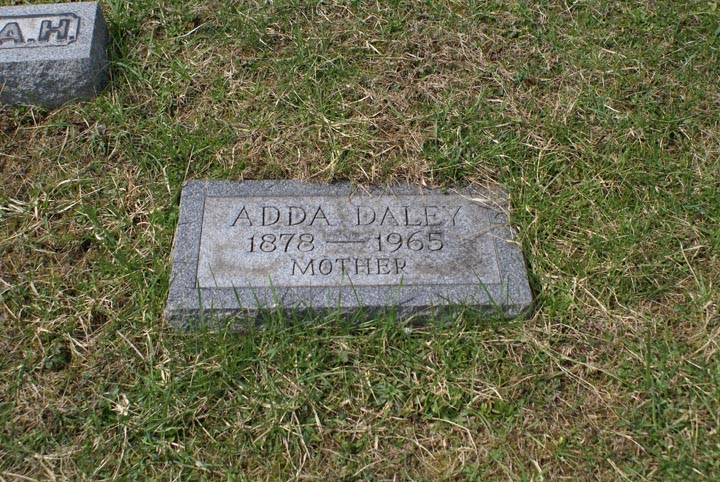 A.H.
ADDA DALEY
1878 — 1965
MOTHER